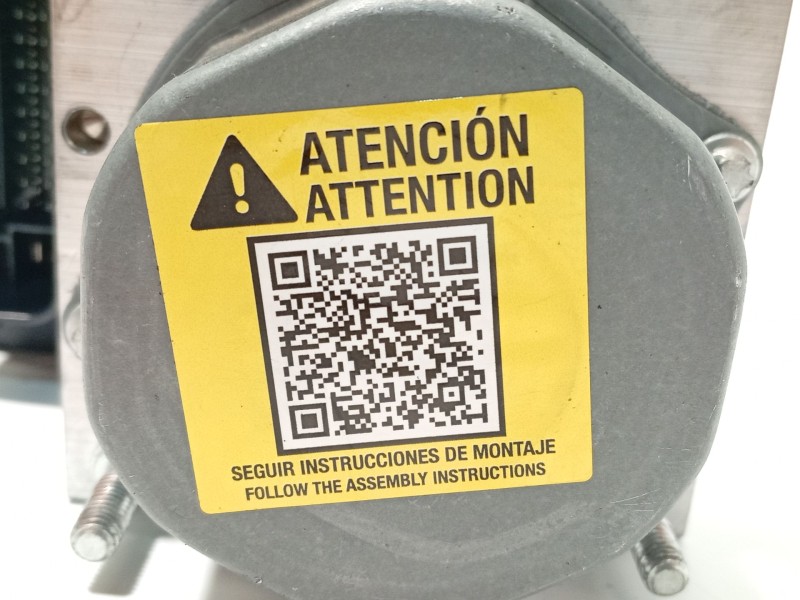 ATENCIÓN
ATTENTION
SEGUIR INSTRUCCIONES DE MONTAJE
FOLLOW THE ASSEMBLY INSTRUCTIONS